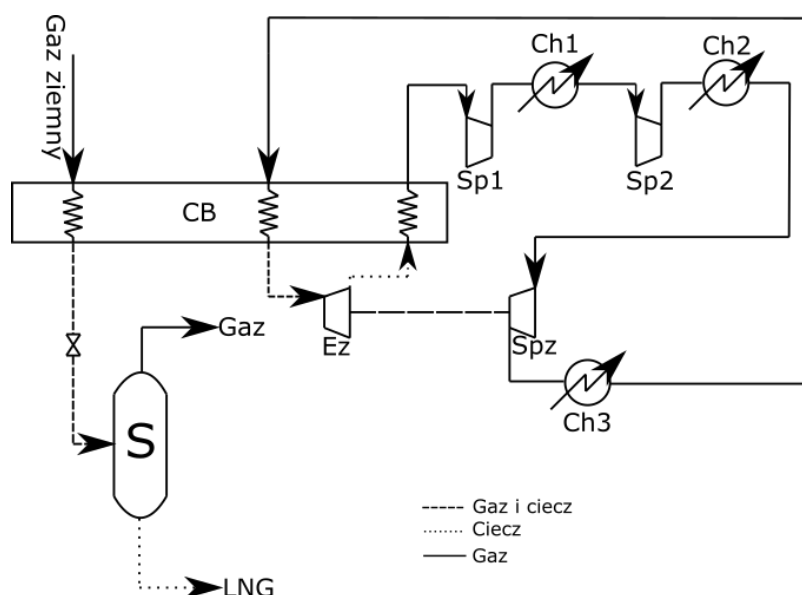 Gaz ziemny
Ch1
Ch2
Sp1
Sp2
CB
Ez
Spz
Gaz
Ch3
S
Gaz i ciecz
Ciecz
Gaz
LNG